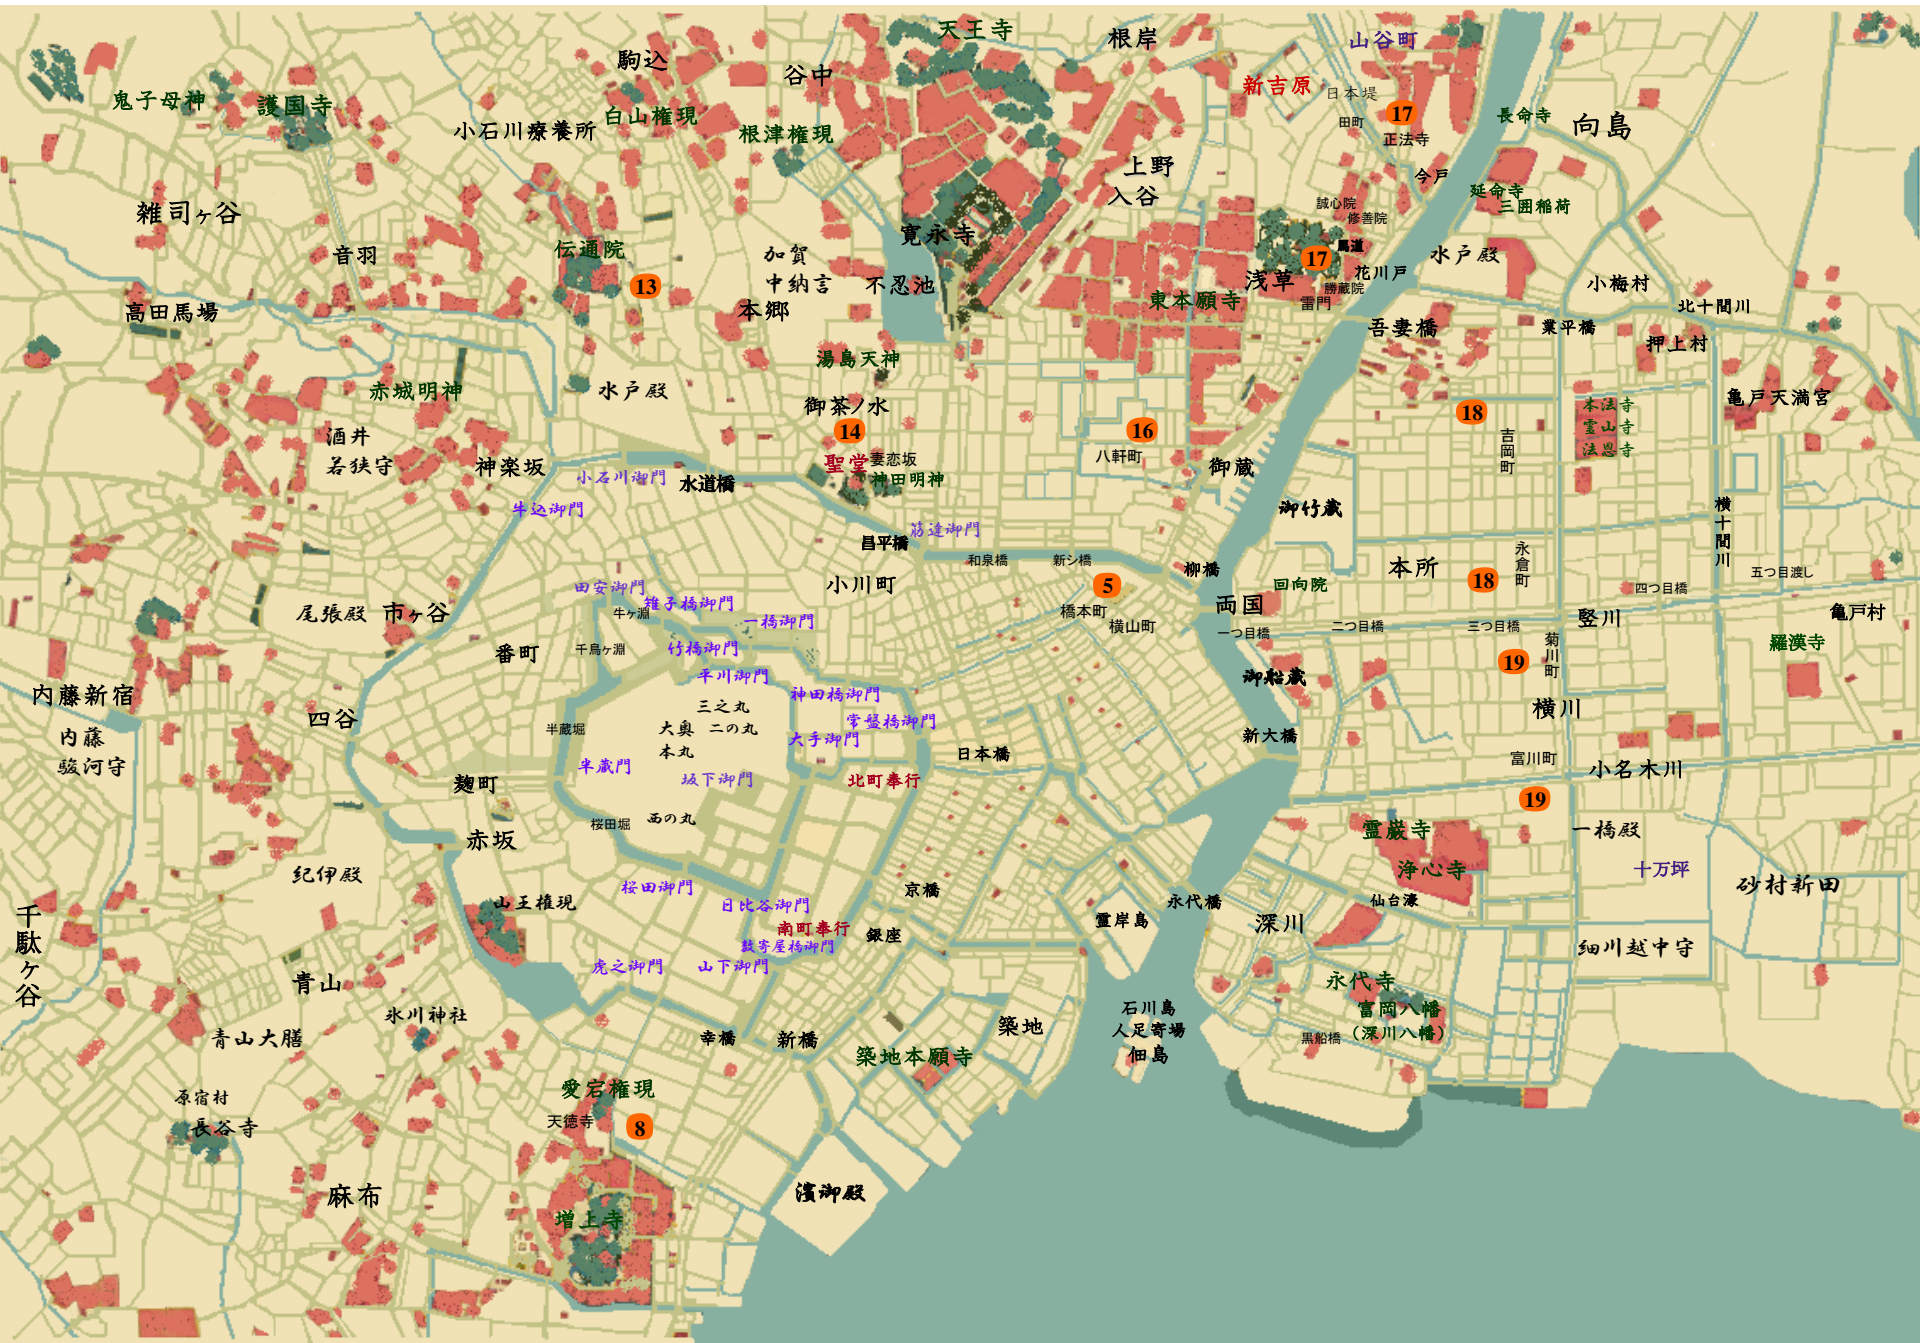 天王寺
根岸
山谷町
駒込
谷中
新吉原
日本堤
鬼子母神
護国寺
白山権現
小石川療養所
根津権現
17
田町
正法寺
長命寺
向島
上野
入谷
今戸
延命寺
三囲稲荷
雑司ヶ谷
誠心院
修善院
音羽
伝通院
加賀
中納言
寛永寺
馬道
17
水戸殿
13
不忍池
浅草
花川戸
勝蔵院
小梅村
高田馬場
本郷
東本願寺
雷門
北十間川
吾妻橋
業平橋
押上村
湯島天神
赤城明神
水戸殿
御茶ノ水
14
18
本法寺
霊山寺
法恩寺
亀戸天満宮
酒井
若狭守
神楽坂
聖堂
妻恋坂
神田明神
16
八軒町
御蔵
吉岡町
小石川御門
水道橋
牛込御門
筋違御門
昌平橋
御竹蔵
横十間川
和泉橋
新シ橋
柳橋
本所
永倉町
五つ目渡し
田安御門
雉子橋御門
小川町
5
橋本町
横山町
回向院
18
四つ目橋
尾張殿
市ヶ谷
牛ヶ淵
一橋御門
両国
一つ目橋
二つ目橋
三つ目橋
竪川
亀戸村
番町
千鳥ヶ淵
竹橋御門
平川御門
羅漢寺
菊川町
19
御船蔵
内藤新宿
神田橋御門
三之丸
四谷
半蔵堀
大奥
二の丸
本丸
常盤橋御門
大手御門
新大橋
横川
内藤
駿河守
日本橋
富川町
小名木川
麹町
半蔵門
坂下御門
北町奉行
19
赤坂
桜田堀
西の丸
霊巌寺
一橋殿
浄心寺
十万坪
砂村新田
紀伊殿
桜田御門
京橋
日比谷御門
永代橋
仙台濠
千駄ヶ谷
山王権現
南町奉行
銀座
霊岸島
深川
数寄屋橋御門
細川越中守
虎之御門
山下御門
青山
永代寺
富岡八幡
(深川八幡)
氷川神社
石川島
人足寄場
佃島
築地
黒船橋
青山大膳
幸橋
新橋
築地本願寺
原宿村
長谷寺
愛宕権現
天徳寺
8
麻布
濱御殿
増上寺